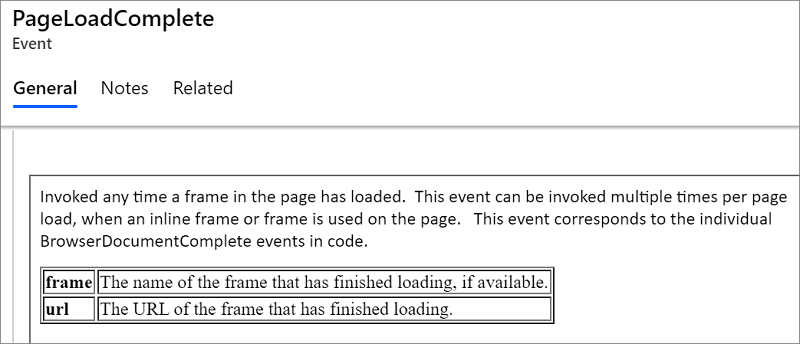 PageLoadComplete
Event
General Notes Related
Invoked any time a frame in the page has loaded.  This event can be invoked multiple times per page
load, when an inline frame or frame is used on the page.   This event corresponds to the individual
BrowserDocumentComplete events in code.
frame The name of the frame that has finished loading, if available.
url The URL of the frame that has finished loading.